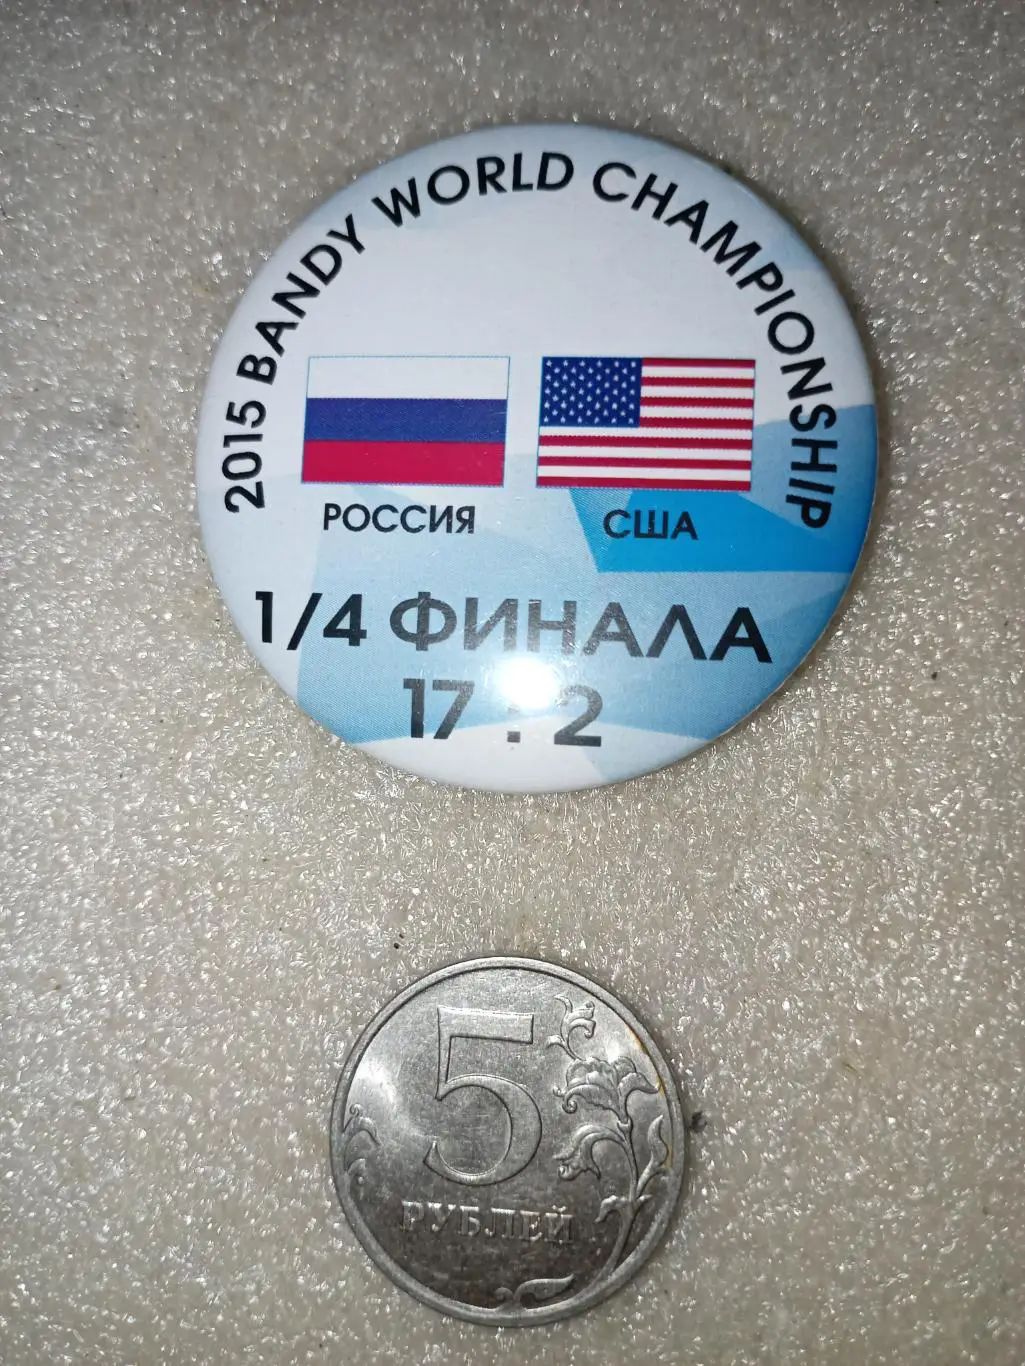 2015 BANDY WORLD CHAMPIONSHIP
РОССИЯ
США
1/4 ФИНАЛА
17 : 2
5
РУБЛЕЙ